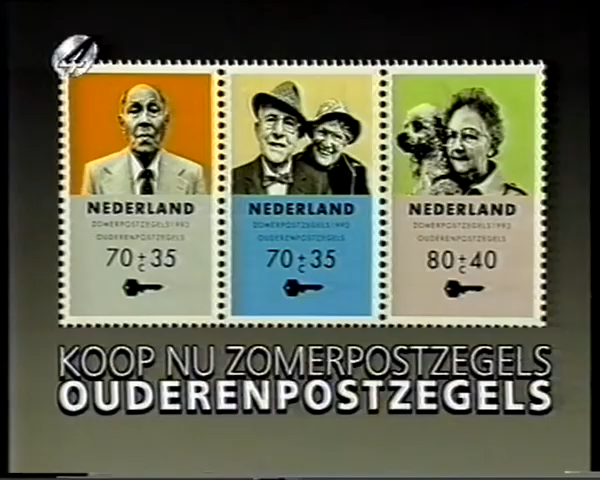 4
NEDERLAND
ZOMERPOSTZEGELS 1993
OUDERENPOSTZEGELS
70 + 35
c
NEDERLAND
ZOMERPOSTZEGELS 1993
OUDERENPOSTZEGELS
70 + 35
c
NEDERLAND
ZOMERPOSTZEGELS 1993
OUDERENPOSTZEGELS
80 + 40
c
KOOP NU ZOMERPOSTZEGELS
OUDERENPOSTZEGELS